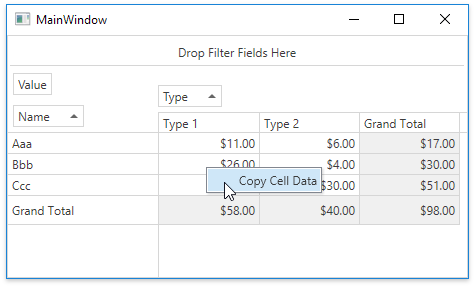 MainWindow
Drop Filter Fields Here
Value
Type
Name
Type 1 Type 2 Grand Total
Aaa $11.00 $6.00 $17.00
Bbb $26.00 $4.00 $30.00
Copy Cell Data
Ccc $30.00 $51.00
Grand Total $58.00 $40.00 $98.00